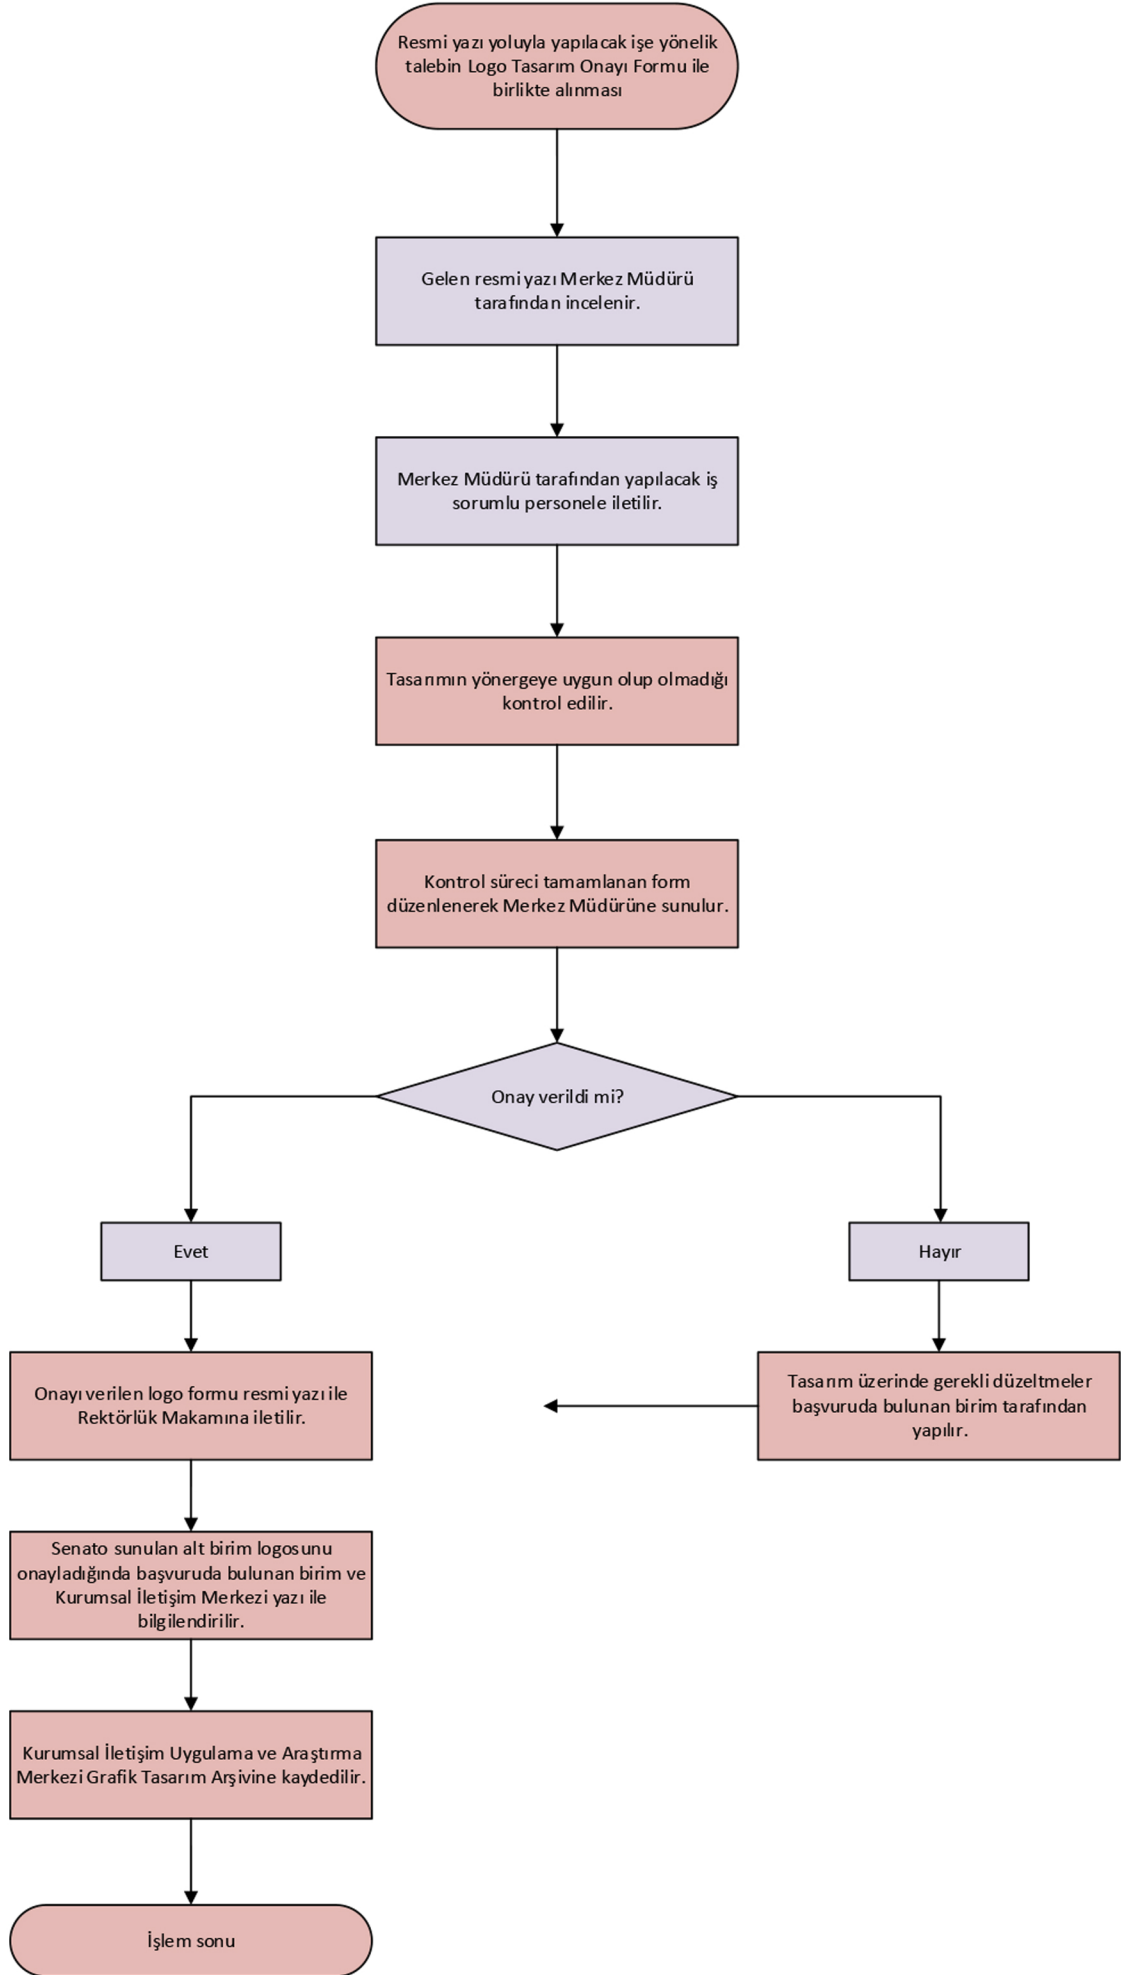 Resmi yazı yoluyla yapılacak işe yönelik
talebin Logo Tasarım Onayı Formu ile
birlikte alınması
Gelen resmi yazı Merkez Müdürü
tarafından incelenir.
Merkez Müdürü tarafından yapılacak iş
sorumlu personele iletilir.
Tasarımın yönergeye uygun olup olmadığı
kontrol edilir.
Kontrol süreci tamamlanan form
düzenlenerek Merkez Müdürüne sunulur.
Onay verildi mi?
Evet
Hayır
Onayı verilen logo formu resmi yazı ile
Rektörlük Makamına iletilir.
Tasarım üzerinde gerekli düzeltmeler
başvuruda bulunan birim tarafından
yapılır.
Senato sunulan alt birim logosunu
onayladığında başvuruda bulunan birim ve
Kurumsal İletişim Merkezi yazı ile
bilgilendirilir.
Kurumsal İletişim Uygulama ve Araştırma
Merkezi Grafik Tasarım Arşivine kaydedilir.
İşlem sonu